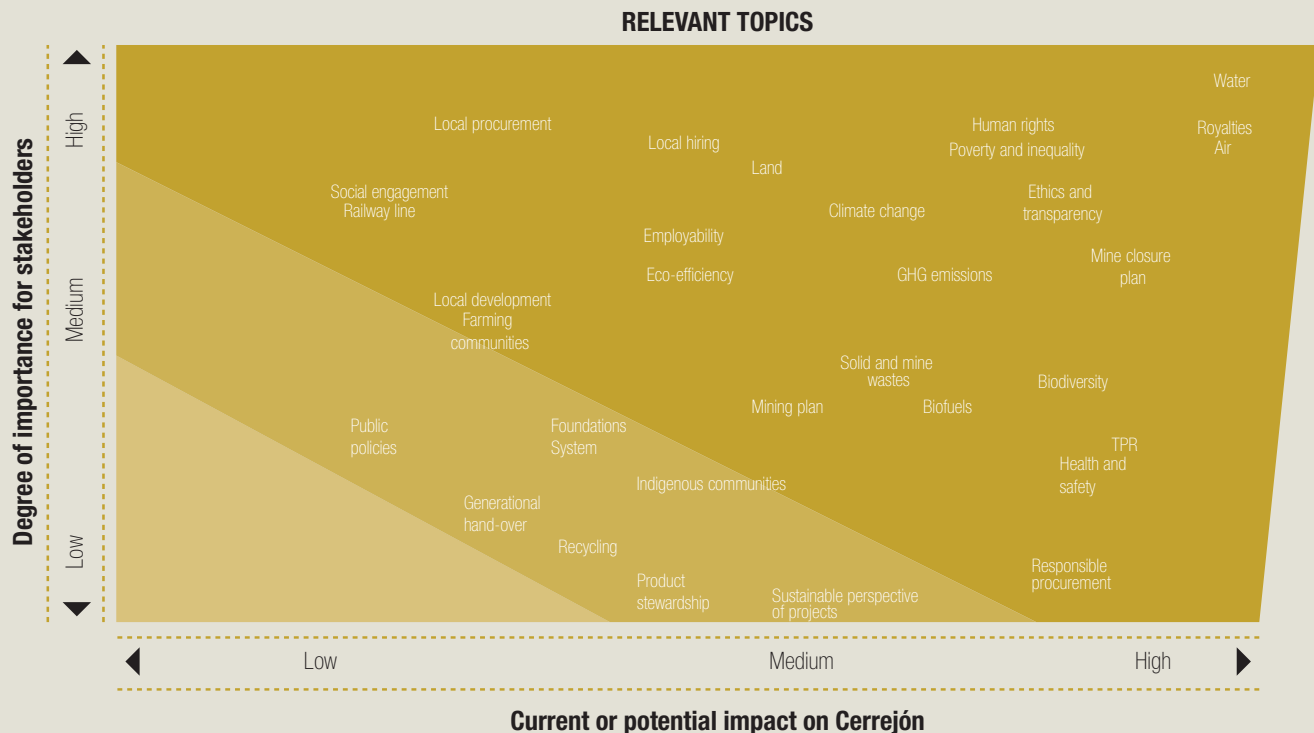 RELEVANT TOPICS
Degree of importance for stakeholders
High
Medium
Low
Water
Local procurement
Human rights
Royalties
Air
Local hiring
Poverty and inequality
Land
Social engagement
Railway line
Climate change
Ethics and
transparency
Employability
Mine closure
plan
Eco-efficiency
GHG emissions
Local development
Farming
communities
Solid and mine
wastes
Biodiversity
Mining plan
Biofuels
Public
policies
Foundations
System
TPR
Health and
safety
Indigenous communities
Generational
hand-over
Recycling
Responsible
procurement
Product
stewardship
Sustainable perspective
of projects
Low
Medium
High
Current or potential impact on Cerrejón